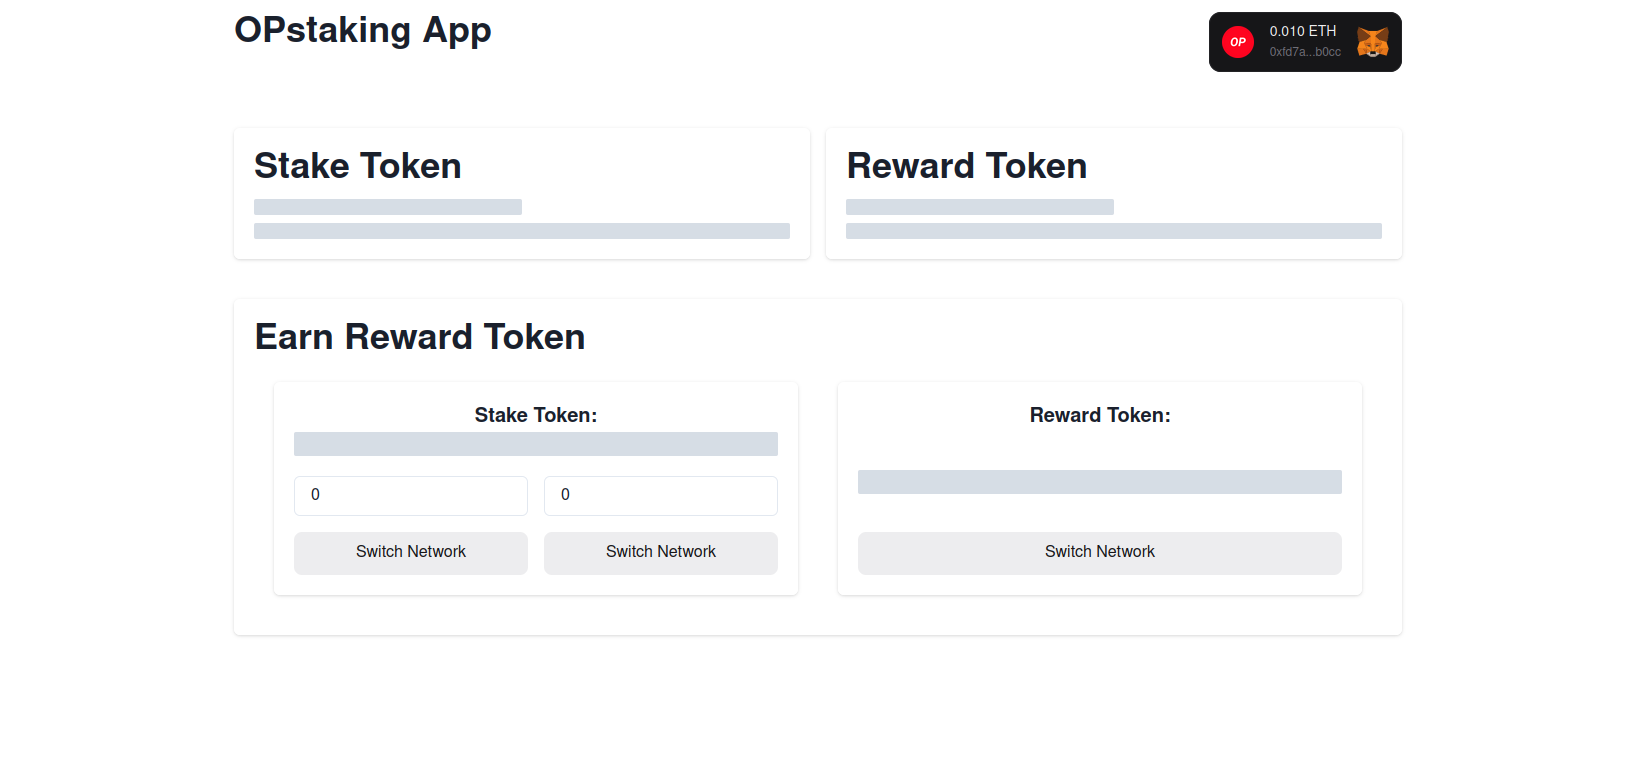 OPstaking App
OP
0.010 ETH
0xfd7a...b0cc
Stake Token
Reward Token
Earn Reward Token
Stake Token:
0
0
Switch Network
Switch Network
Reward Token:
Switch Network